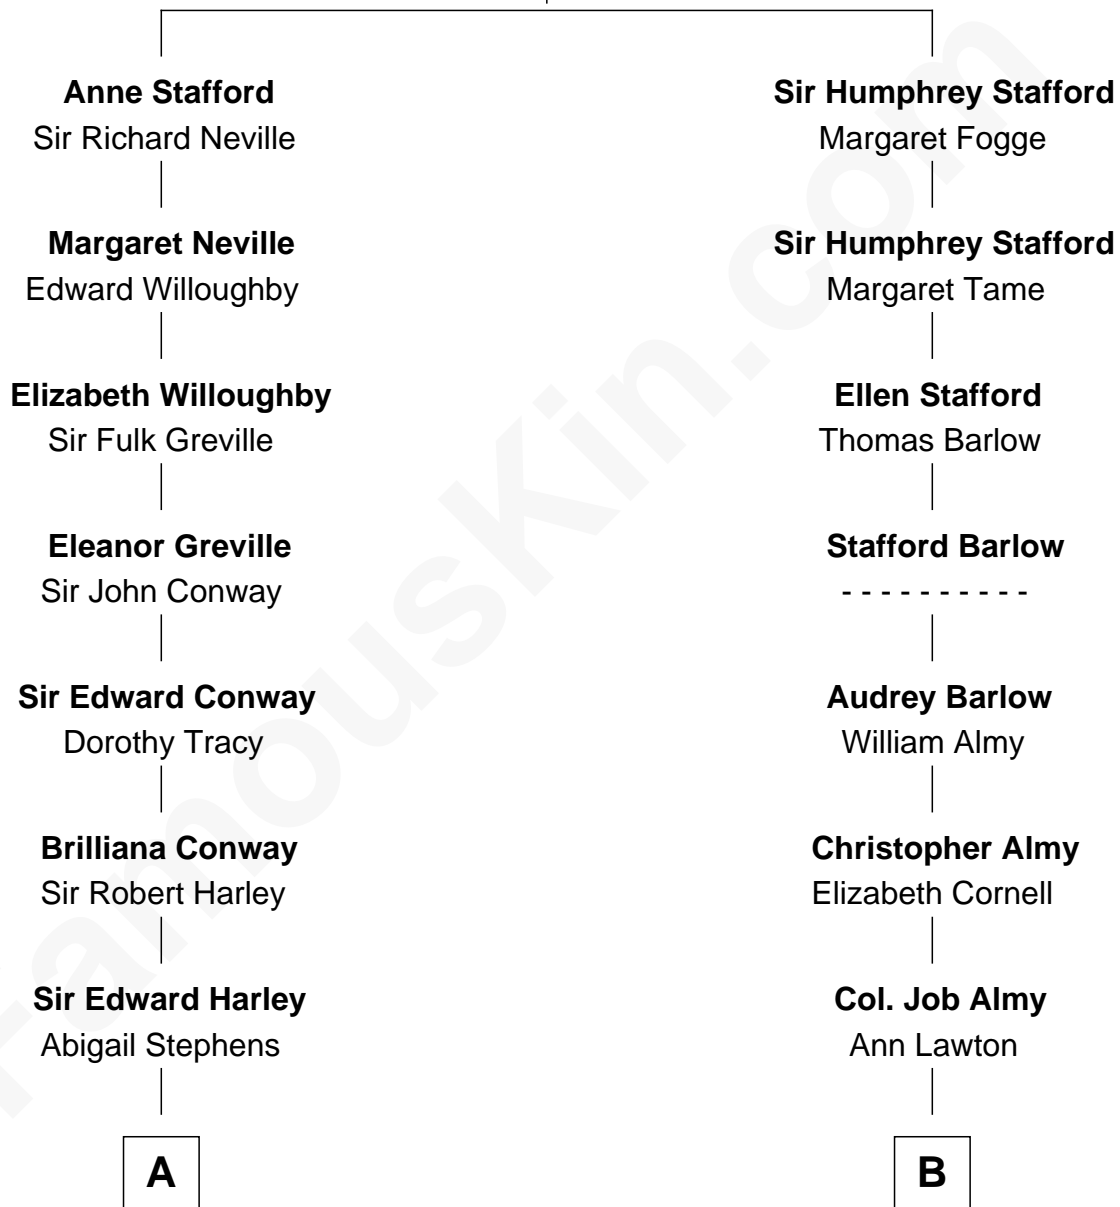 Anne Stafford
Sir Richard Neville
Margaret Neville
Edward Willoughby
Elizabeth Willoughby
Sir Fulk Greville
Eleanor Greville
Sir John Conway
Sir Edward Conway
Dorothy Tracy
Brilliana Conway
Sir Robert Harley
Sir Edward Harley
Abigail Stephens
A
Sir Humphrey Stafford
Margaret Fogge
Sir Humphrey Stafford
Margaret Tame
Ellen Stafford
Thomas Barlow
Stafford Barlow
- - - - - - - - - -
Audrey Barlow
William Almy
Christopher Almy
Elizabeth Cornell
Col. Job Almy
Ann Lawton
B
FamousKin.com